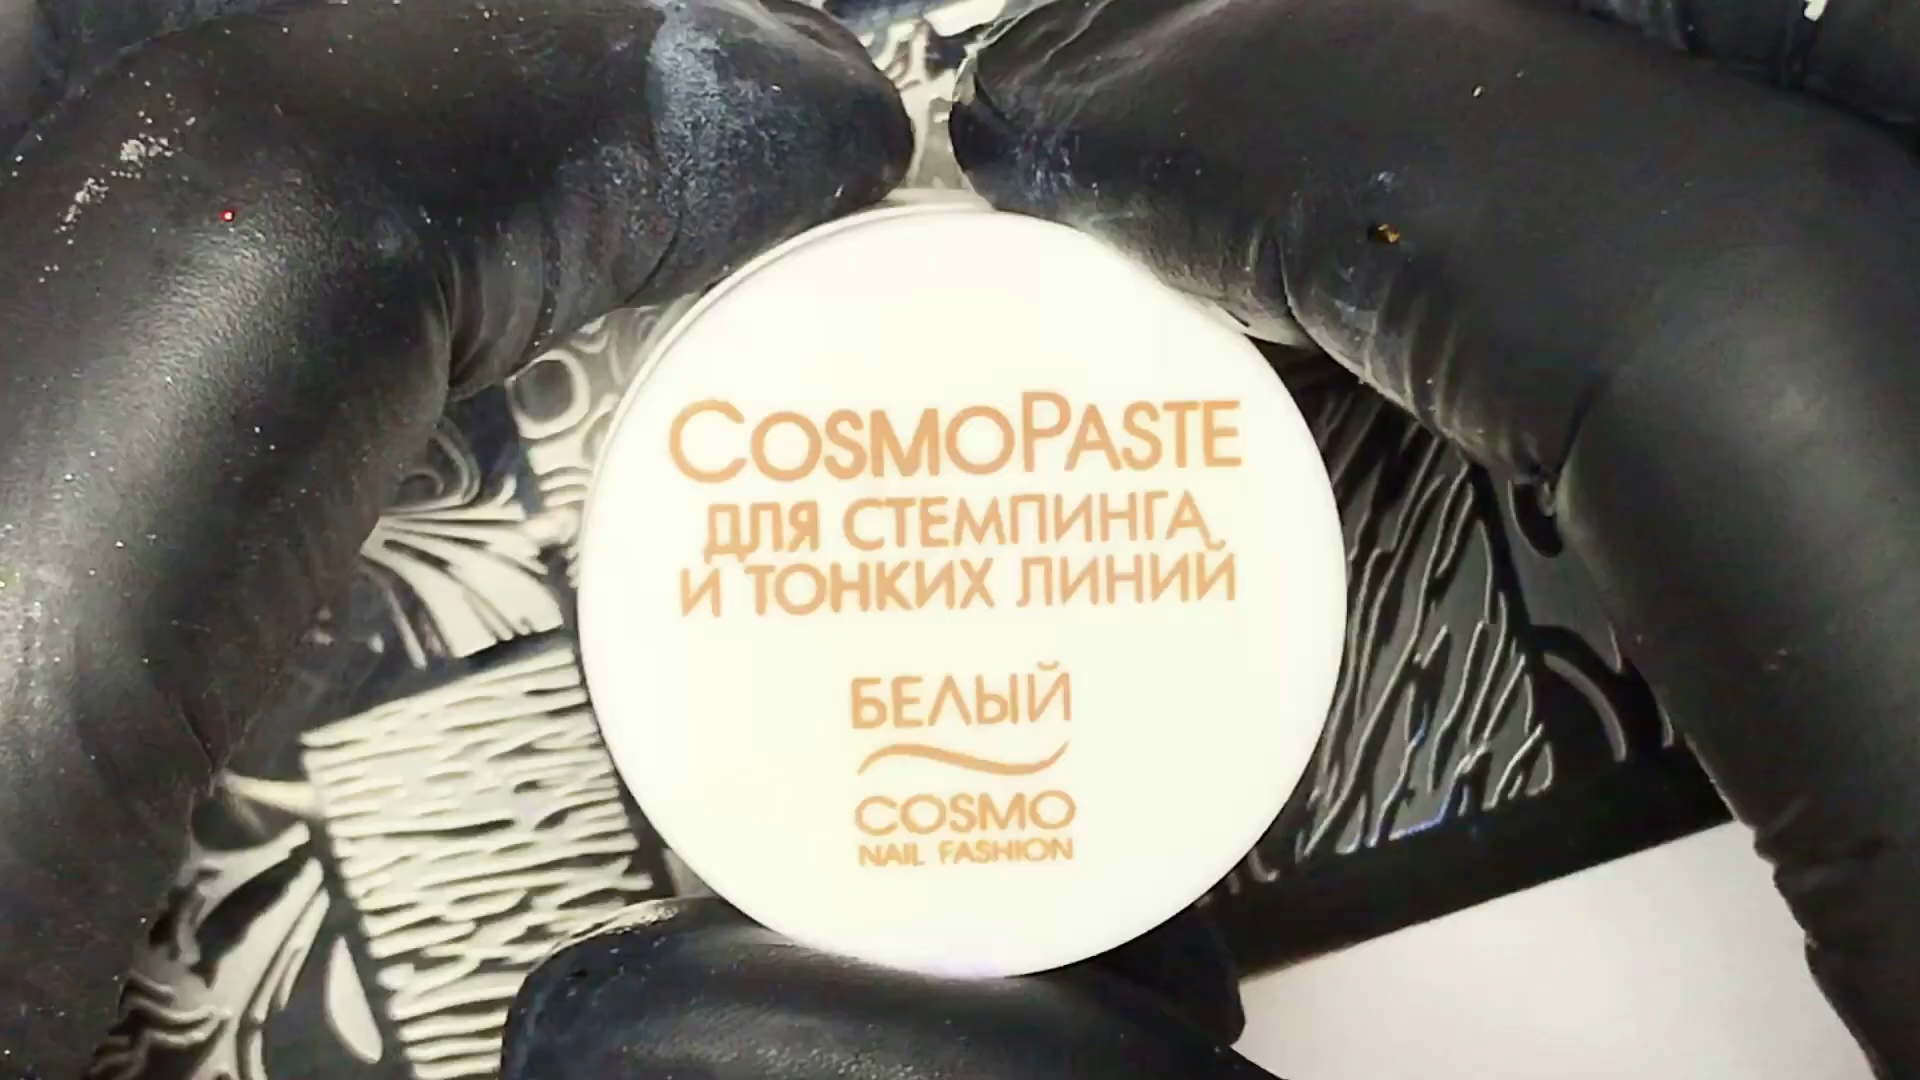 COSMOPASTE
ДЛЯ СТЕМПИНГА
И ТОНКИХ ЛИНИЙ
БЕЛЫЙ
COSMO
NAIL FASHION